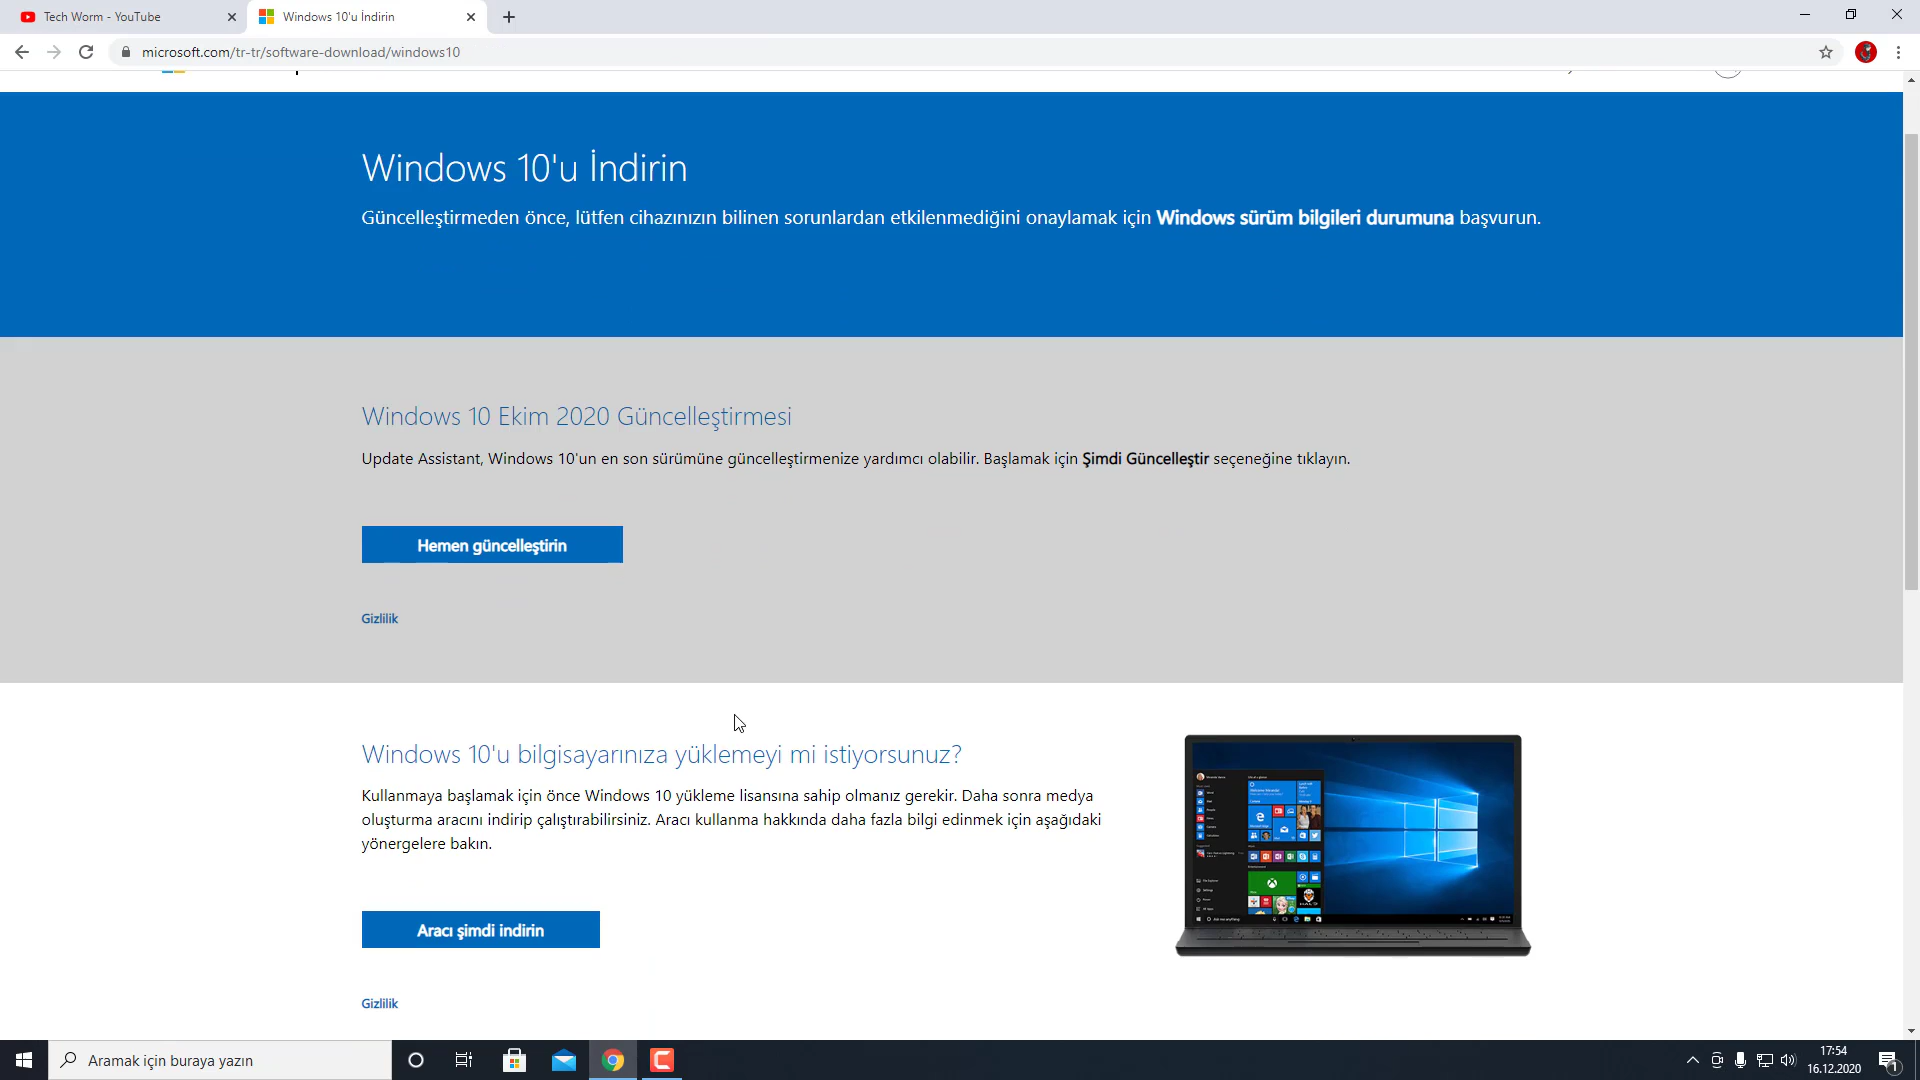 Tech Worm - YouTube
Windows 10'u İndirin
microsoft.com/tr-tr/software-download/windows10
Windows 10'u İndirin
Güncelleştirmeden önce, lütfen cihazınızın bilinen sorunlardan etkilenmediğini onaylamak için Windows sürüm bilgileri durumuna başvurun.
Windows 10 Ekim 2020 Güncelleştirmesi
Update Assistant, Windows 10'un en son sürümüne güncelleştirmenize yardımcı olabilir. Başlamak için Şimdi Güncelleştir seçeneğine tıklayın.
Hemen güncelleştirin
Gizlilik
Windows 10'u bilgisayarınıza yüklemeyi mi istiyorsunuz?
Kullanmaya başlamak için önce Windows 10 yükleme lisansına sahip olmanız gerekir. Daha sonra medya
oluşturma aracını indirip çalıştırabilirsiniz. Aracı kullanma hakkında daha fazla bilgi edinmek için aşağıdaki
yönergelere bakın.
Aracı şimdi indirin
Gizlilik
Aramak için buraya yazın
17:54
16.12.2020
1